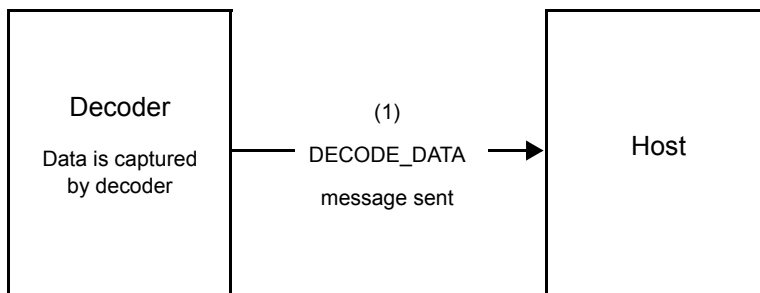 Decoder
Data is captured
by decoder
(1)
DECODE_DATA
message sent
Host